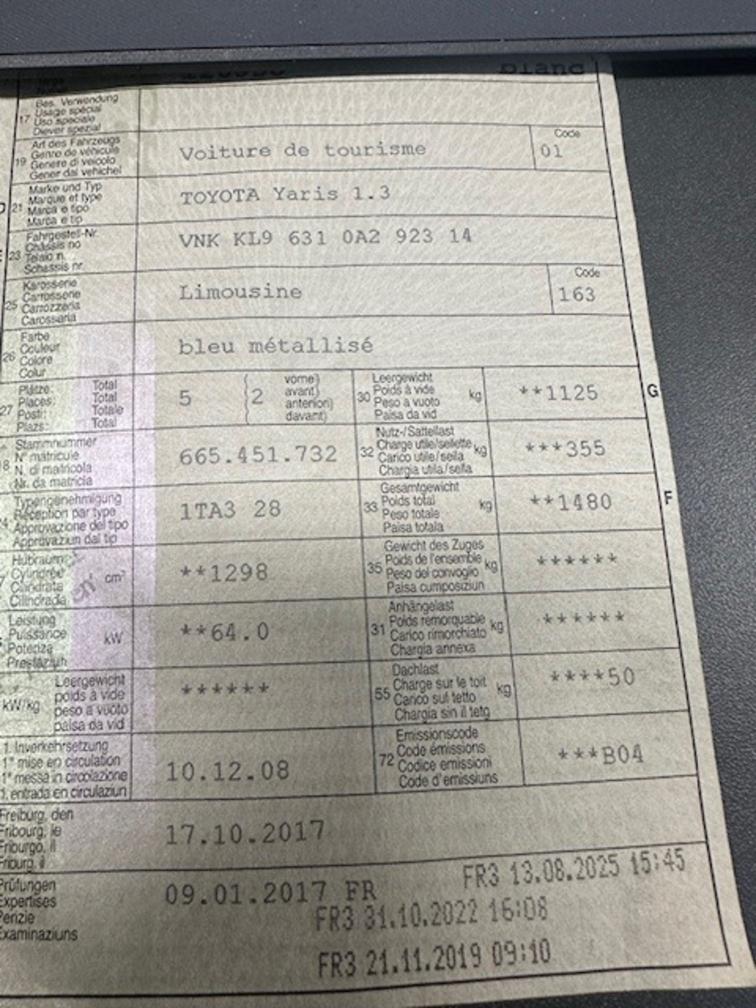 blanc
Bes. Verwendung
17 Usage spécial
Uso speciale
Diever spezial
Art des Fahrzeugs
Genre de véhicule
19 Genere di veicolo
Gener dal vehichel
Voiture de tourisme
Code
01
Marke und Typ
21 Marque et type
Marca e tipo
Marca e tip
TOYOTA Yaris 1.3
Fahrgestell-Nr.
Châssis no
23 Telaio n.
Schassis nr.
VNK KL9 631 0A2 923 14
Karosserie
25 Carrosserie
Carrozzeria
Carossaria
Limousine
Code
163
Farbe
Couleur
26 Colore
Colur
bleu métallisé
Plätze: Total
Places: Total
27 Posti: Totale
Plazs: Total
5
2
vorne)
avant)
anteriori)
davant)
Leergewicht
30 Poids à vide kg
Peso a vuoto
Paisa da vid
**1125
G
Stammnummer
N° matricule
8 N. di matricola
Nr. da matricla
665.451.732
Nutz-/Sattellast
32 Charge utile/sellette kg
Carico utile/sella
Chargia utila/sella
***355
Typengenehmigung
Réception par type
Approvazione del tipo
Approvaziun dal tip
1TA3 28
Gesamtgewicht
33 Poids total kg
Peso totale
Paisa totala
**1480
F
Hubraum
Cylindrée cm³
Cilindrata
Cilindrada
**1298
Gewicht des Zuges
35 Poids de l'ensemble kg
Peso del convoglio
Paisa cumposiziun
******
Leistung
Puissance kW
Potenza
Prestaziun
**64.0
Anhängelast
31 Poids remorquable kg
Carico rimorchiato
Chargia annexa
******
Leergewicht
kW/kg poids à vide
peso a vuoto
paisa da vid
******
Dachlast
55 Charge sur le toit kg
Carico sul tetto
Chargia sin il tetg
****50
1. Inverkehrsetzung
1° mise en circulation
1ª messa in circolazione
1. entrada en circulaziun
10.12.08
Emissionscode
72 Code émissions
Codice emissioni
Code d'emissiuns
***B04
Freiburg, den
Fribourg, le
Friburgo, il
Friburg, il
17.10.2017
Prüfungen
Expertises
Perizie
Examinaziuns
09.01.2017 FR
FR3 13.08.2025 15:45
FR3 31.10.2022 16:08
FR3 21.11.2019 09:10